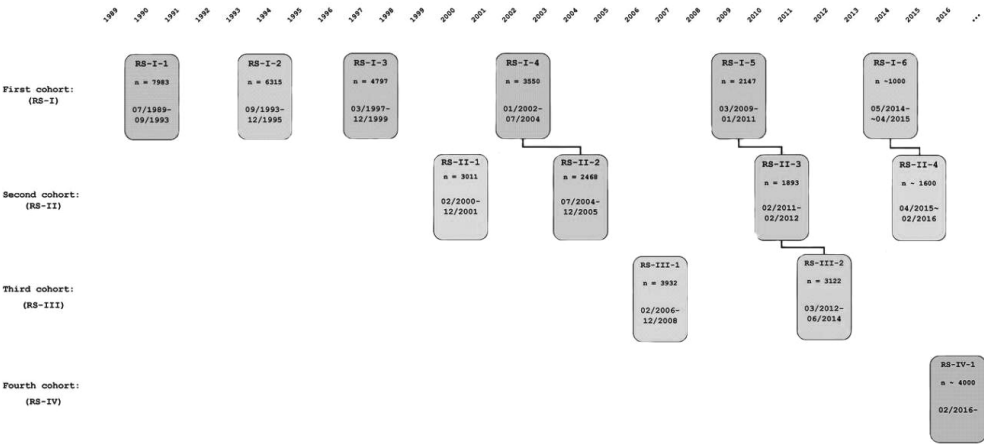 1989 1990 1991 1992 1993 1994 1995 1996 1997 1998 1999 2000 2001 2002 2003 2004 2005 2006 2007 2008 2009 2010 2011 2012 2013 2014 2015 2016 ...
First cohort:
(RS-I)
RS-I-1
n = 7983
07/1989-
09/1993
RS-I-2
n = 6315
09/1993-
12/1995
RS-I-3
n = 4797
03/1997-
12/1999
RS-I-4
n = 3550
01/2002-
07/2004
RS-I-5
n = 2147
03/2009-
01/2011
RS-I-6
n ~1000
05/2014-
~04/2015
Second cohort:
(RS-II)
RS-II-1
n = 3011
02/2000-
12/2001
RS-II-2
n = 2468
07/2004-
12/2005
RS-II-3
n = 1893
02/2011-
02/2012
RS-II-4
n ~ 1600
04/2015~
02/2016
Third cohort:
(RS-III)
RS-III-1
n = 3932
02/2006-
12/2008
RS-III-2
n = 3122
03/2012-
06/2014
Fourth cohort:
(RS-IV)
RS-IV-1
n ~ 4000
02/2016-